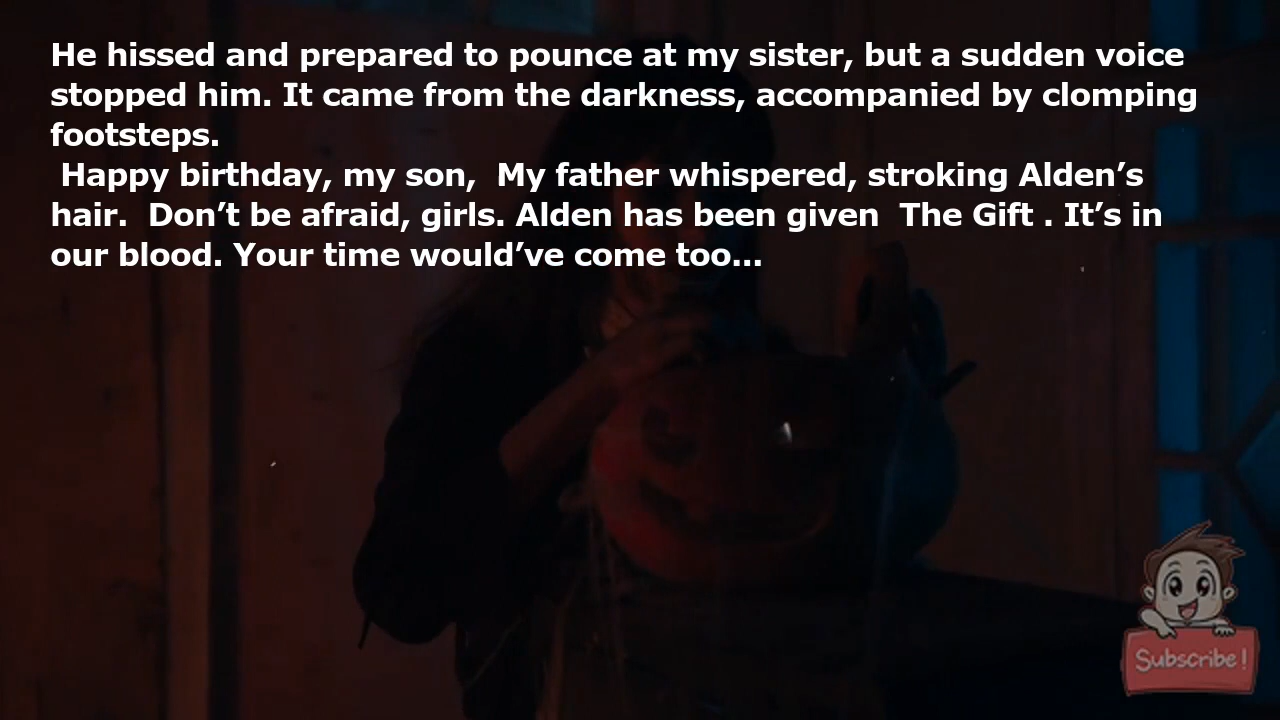 He hissed and prepared to pounce at my sister, but a sudden voice
stopped him. It came from the darkness, accompanied by clomping
footsteps.
Happy birthday, my son,  My father whispered, stroking Alden’s
hair.  Don’t be afraid, girls. Alden has been given  The Gift . It’s in
our blood. Your time would’ve come too...
Subscribe!